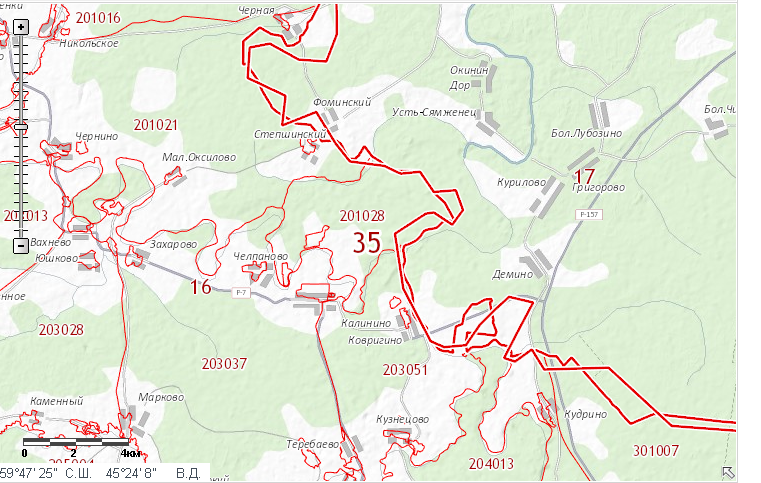 Черная
201016
Никольское
Окинин
Дор
Фоминский
Усть-Сямженец
201021
Чернино
Степшинский
Бол.Лубозино
Мал.Оксилово
Курилово
17
Григорово
201013
201028
Р-157
Вахнево
Захарово
35
Юшково
Челпаново
Демино
16
Р-7
нное
203028
Калинино
Ковригино
203037
203051
Каменный
Марково
Кузнецово
Кудрино
Теребаево
0 2 4км
301007
204013
59°47' 25" С.Ш. 45°24' 8" В.Д.